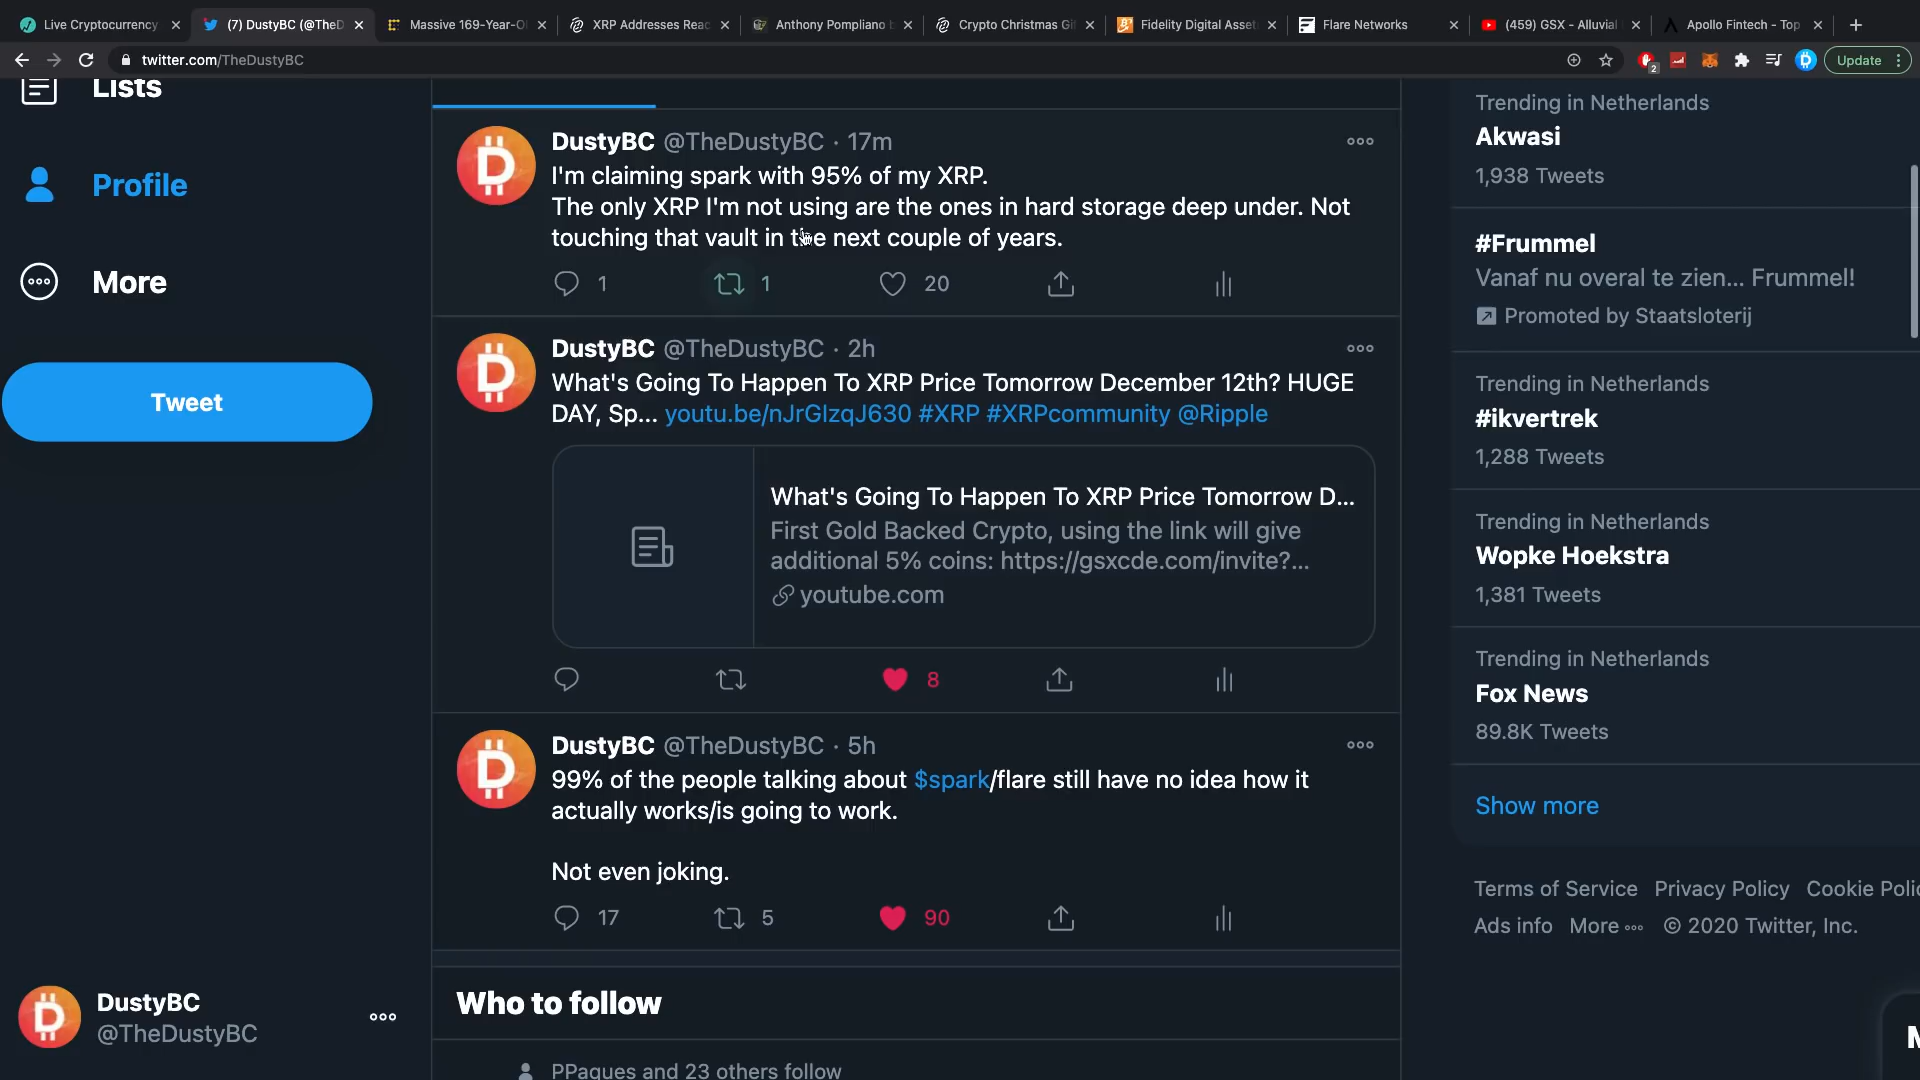 Live Cryptocurrency
(7) DustyBC (@TheD
Massive 169-Year-Ol
XRP Addresses Reac
Anthony Pompliano b
Crypto Christmas Gi
Fidelity Digital Asset
Flare Networks
(459) GSX - Alluvial
Apollo Fintech - Top
twitter.com/TheDustyBC
2
Update
Lists
Profile
More
Tweet
DustyBC
@TheDustyBC
DustyBC @TheDustyBC · 17m
I'm claiming spark with 95% of my XRP.
The only XRP I'm not using are the ones in hard storage deep under. Not
touching that vault in the next couple of years.
1 1 20
DustyBC @TheDustyBC · 2h
What's Going To Happen To XRP Price Tomorrow December 12th? HUGE
DAY, Sp... youtu.be/nJrGIzqJ630 #XRP #XRPcommunity @Ripple
What's Going To Happen To XRP Price Tomorrow D...
First Gold Backed Crypto, using the link will give
additional 5% coins: https://gsxcde.com/invite?...
youtube.com
8
DustyBC @TheDustyBC · 5h
99% of the people talking about $spark/flare still have no idea how it
actually works/is going to work.
Not even joking.
17 5 90
Who to follow
PPaques and 23 others follow
Trending in Netherlands
Akwasi
1,938 Tweets
#Frummel
Vanaf nu overal te zien... Frummel!
Promoted by Staatsloterij
Trending in Netherlands
#ikvertrek
1,288 Tweets
Trending in Netherlands
Wopke Hoekstra
1,381 Tweets
Trending in Netherlands
Fox News
89.8K Tweets
Show more
Terms of Service Privacy Policy Cookie Polic
Ads info More © 2020 Twitter, Inc.